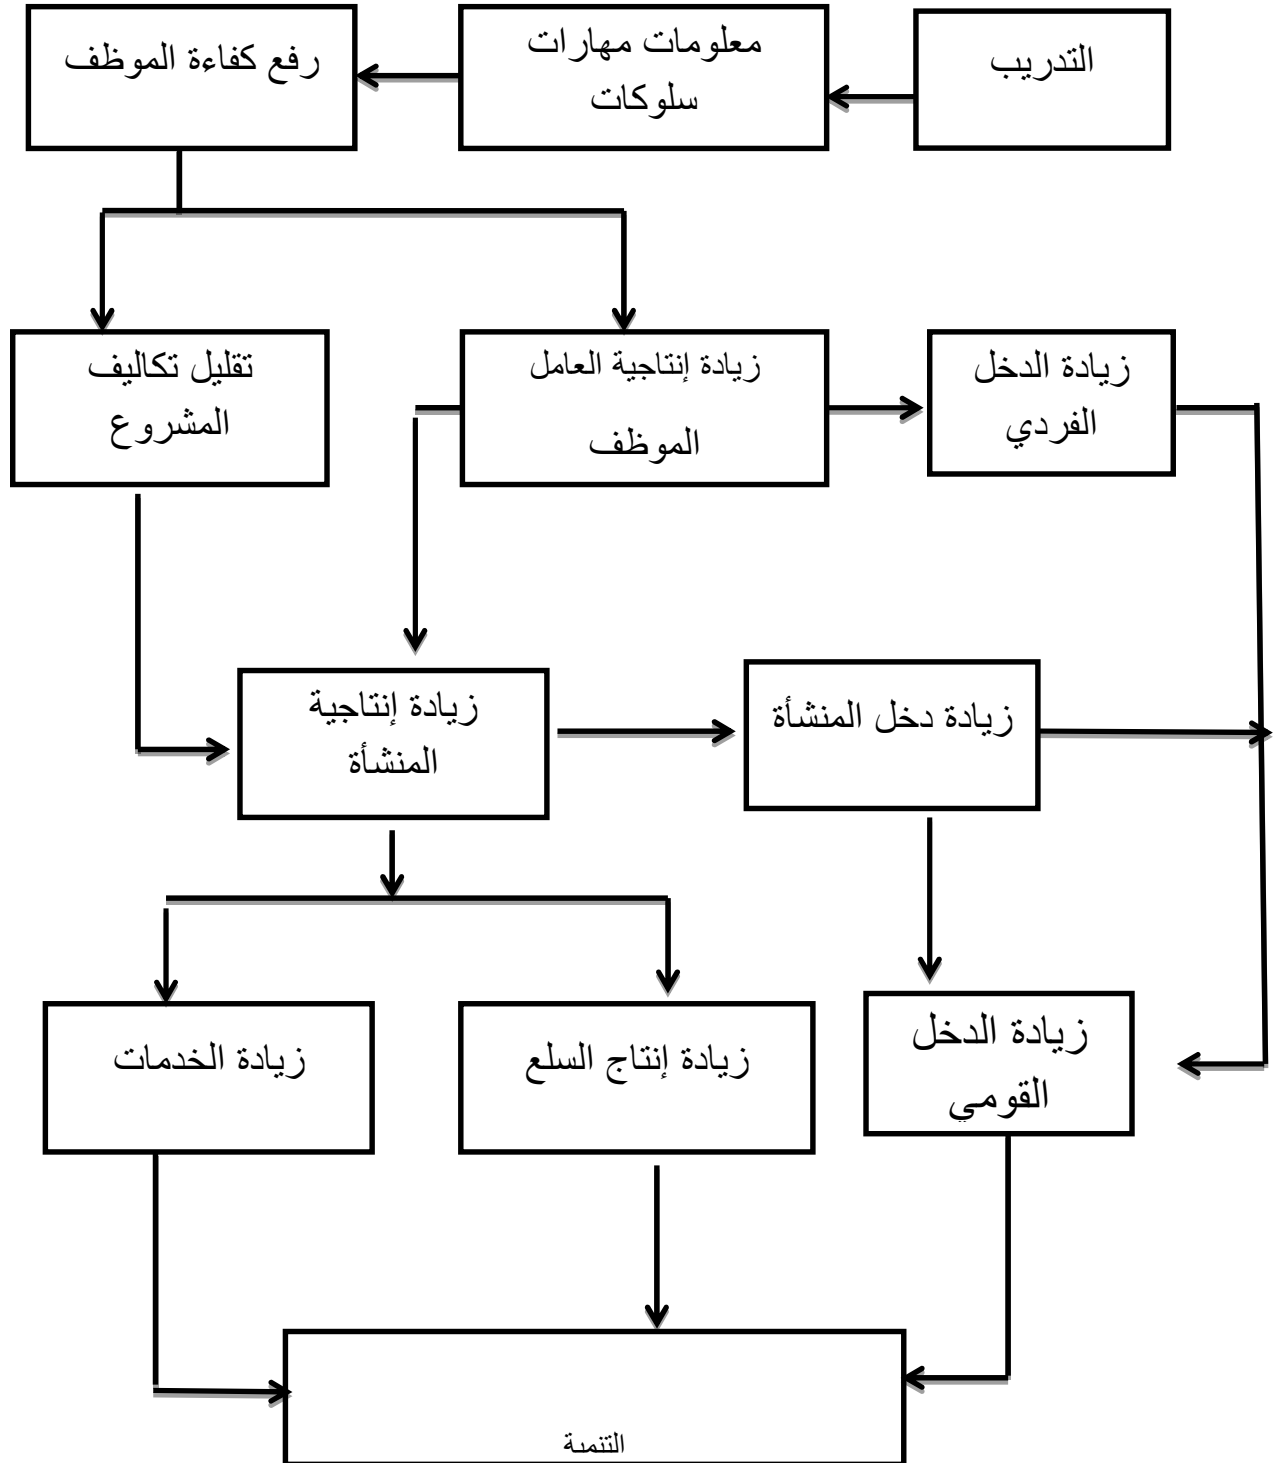 التدريب
معلومات مهارات
سلوكات
رفع كفاءة الموظف
زيادة الدخل
الفردي
زيادة إنتاجية العامل
الموظف
تقليل تكاليف
المشروع
زيادة دخل المنشأة
زيادة إنتاجية
المنشأة
زيادة الدخل
القومي
زيادة إنتاج السلع
زيادة الخدمات
التنمية